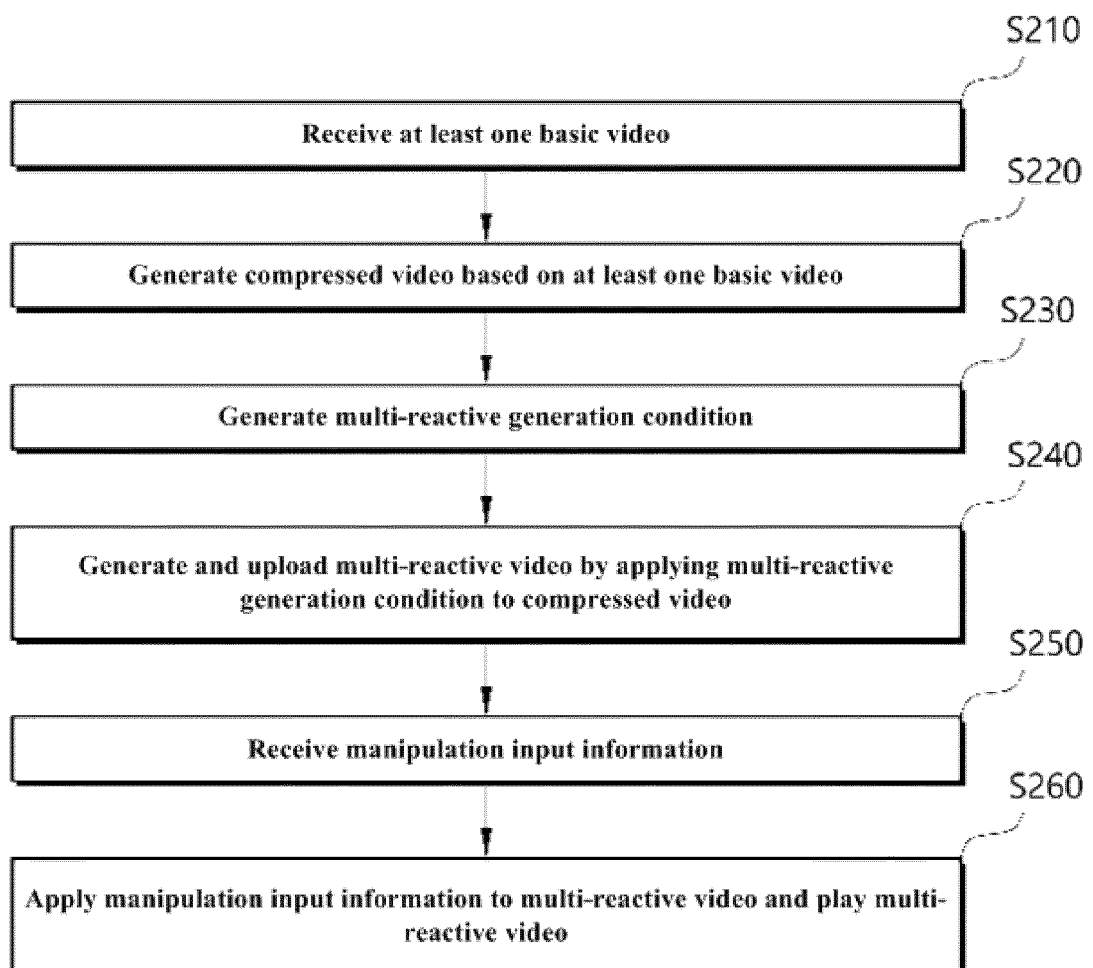 S210
Receive at least one basic video
S220
Generate compressed video based on at least one basic video
S230
Generate multi-reactive generation condition
S240
Generate and upload multi-reactive video by applying multi-reactive
generation condition to compressed video
S250
Receive manipulation input information
S260
Apply manipulation input information to multi-reactive video and play multi-
reactive video